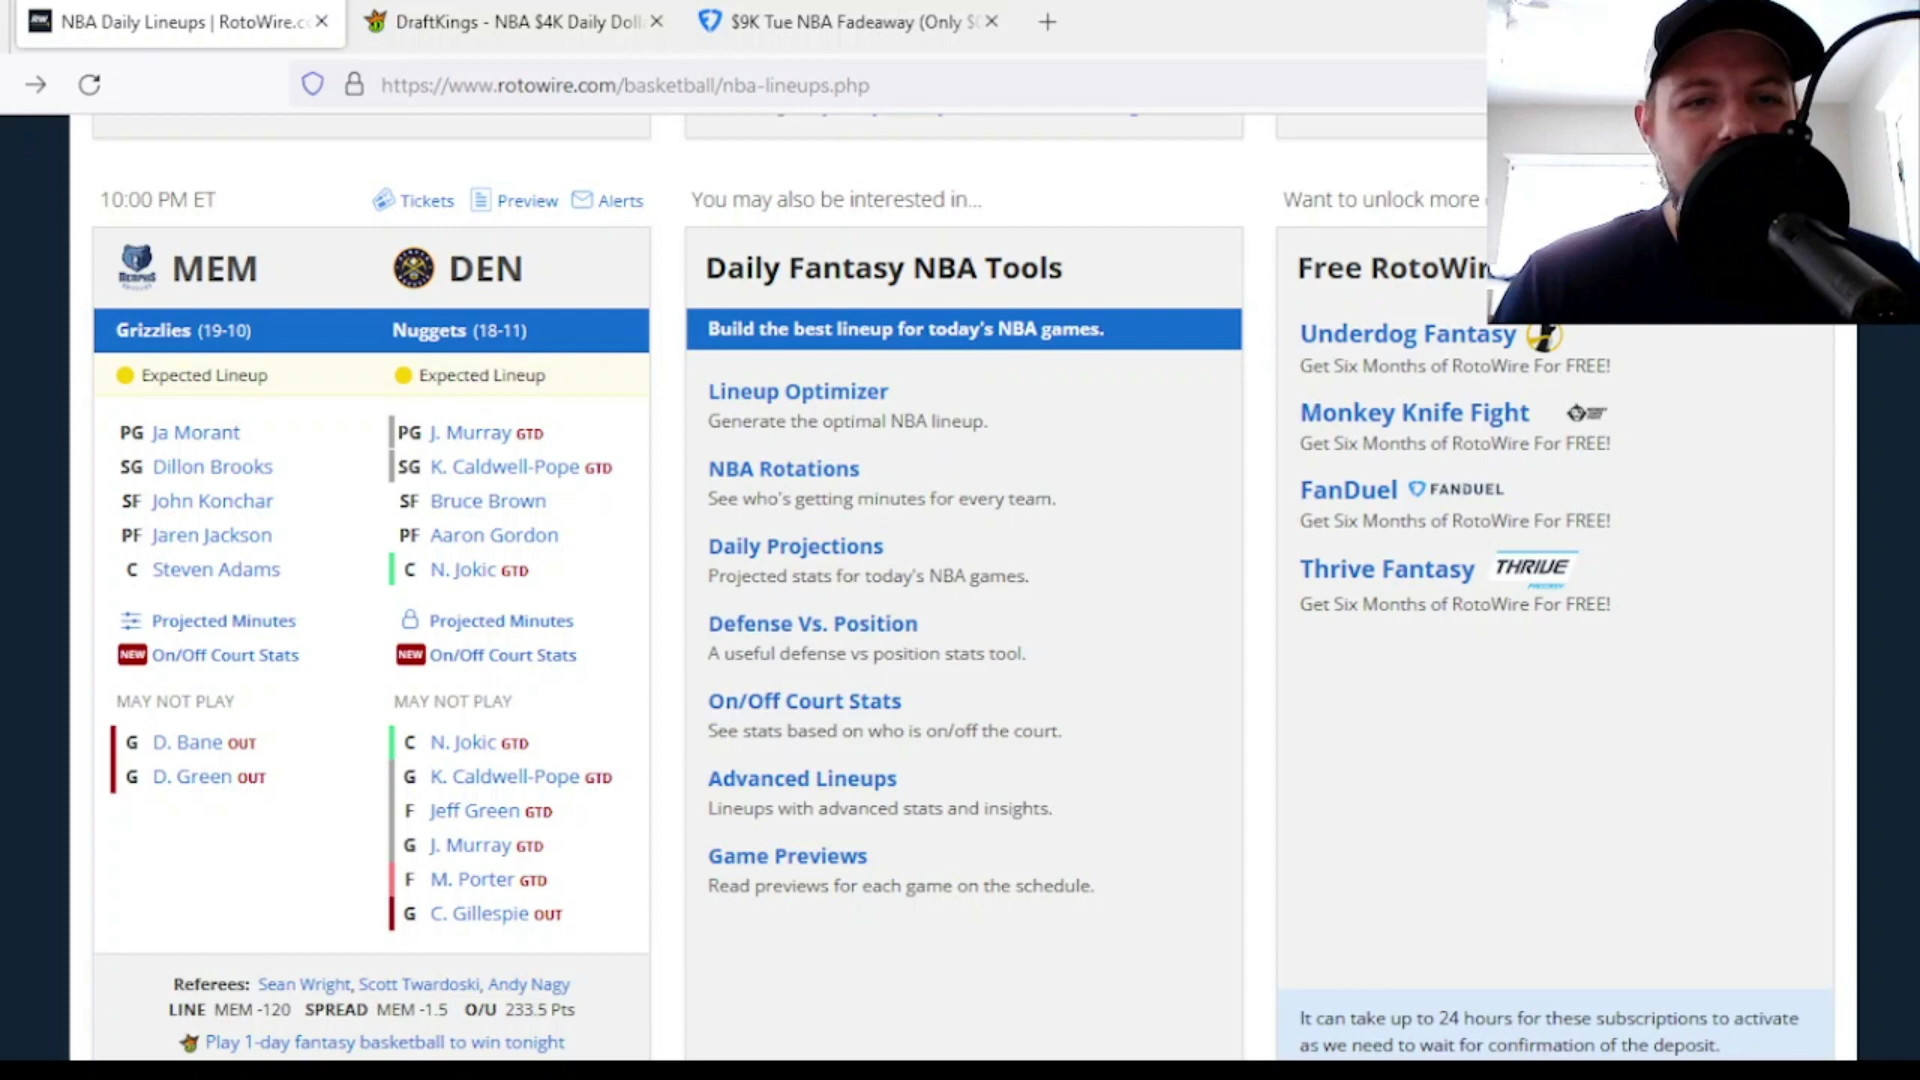 NBA Daily Lineups | RotoWire.co
DraftKings - NBA $4K Daily Doll
$9K Tue NBA Fadeaway (Only $
https://www.rotowire.com/basketball/nba-lineups.php
10:00 PM ET
Tickets
Preview
Alerts
MEM
DEN
Grizzlies (19-10)
Nuggets (18-11)
Expected Lineup
Expected Lineup
PG Ja Morant
SG Dillon Brooks
SF John Konchar
PF Jaren Jackson
C Steven Adams
Projected Minutes
NEW On/Off Court Stats
PG J. Murray GTD
SG K. Caldwell-Pope GTD
SF Bruce Brown
PF Aaron Gordon
C N. Jokic GTD
Projected Minutes
NEW On/Off Court Stats
MAY NOT PLAY
G D. Bane OUT
G D. Green OUT
MAY NOT PLAY
C N. Jokic GTD
G K. Caldwell-Pope GTD
F Jeff Green GTD
G J. Murray GTD
F M. Porter GTD
G C. Gillespie OUT
Referees: Sean Wright, Scott Twardoski, Andy Nagy
LINE MEM -120 SPREAD MEM -1.5 O/U 233.5 Pts
Play 1-day fantasy basketball to win tonight
You may also be interested in...
Daily Fantasy NBA Tools
Build the best lineup for today's NBA games.
Lineup Optimizer
Generate the optimal NBA lineup.
NBA Rotations
See who's getting minutes for every team.
Daily Projections
Projected stats for today's NBA games.
Defense Vs. Position
A useful defense vs position stats tool.
On/Off Court Stats
See stats based on who is on/off the court.
Advanced Lineups
Lineups with advanced stats and insights.
Game Previews
Read previews for each game on the schedule.
Want to unlock more
Free RotoWir
Underdog Fantasy
Get Six Months of RotoWire For FREE!
Monkey Knife Fight
Get Six Months of RotoWire For FREE!
FanDuel FANDUEL
Get Six Months of RotoWire For FREE!
Thrive Fantasy THRIVE
Get Six Months of RotoWire For FREE!
It can take up to 24 hours for these subscriptions to activate
as we need to wait for confirmation of the deposit.